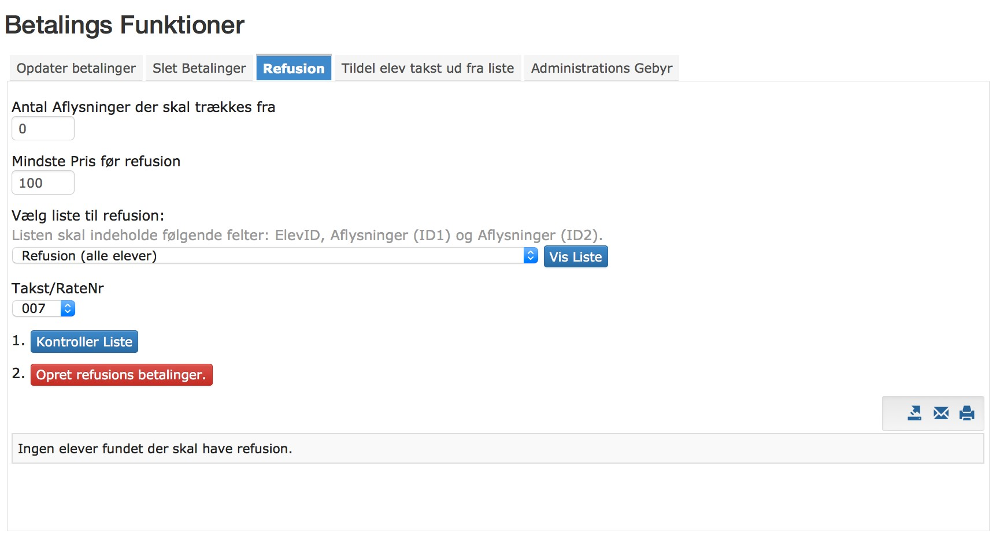 Betalings Funktioner
Opdater betalinger Slet Betalinger Refusion Tildel elev takst ud fra liste Administrations Gebyr
Antal Aflysninger der skal trækkes fra
0
Mindste Pris før refusion
100
Vælg liste til refusion:
Listen skal indeholde følgende felter: ElevID, Aflysninger (ID1) og Aflysninger (ID2).
Refusion (alle elever) Vis Liste
Takst/RateNr
007
1. Kontroller Liste
2. Opret refusions betalinger.
Ingen elever fundet der skal have refusion.